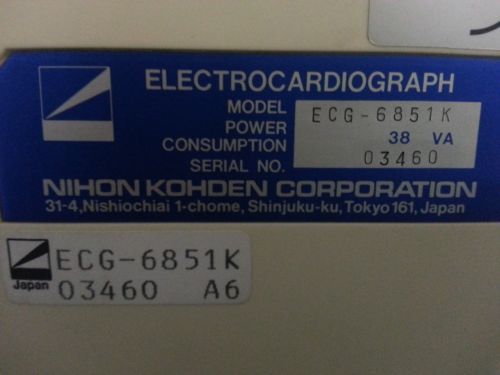 ELECTROCARDIOGRAPH
MODEL ECG-6851K
POWER
CONSUMPTION 38 VA
SERIAL NO. 03460
NIHON KOHDEN CORPORATION
31-4, Nishiochiai 1-chome, Shinjuku-ku, Tokyo 161, Japan
ECG-6851K
Japan 03460 A6